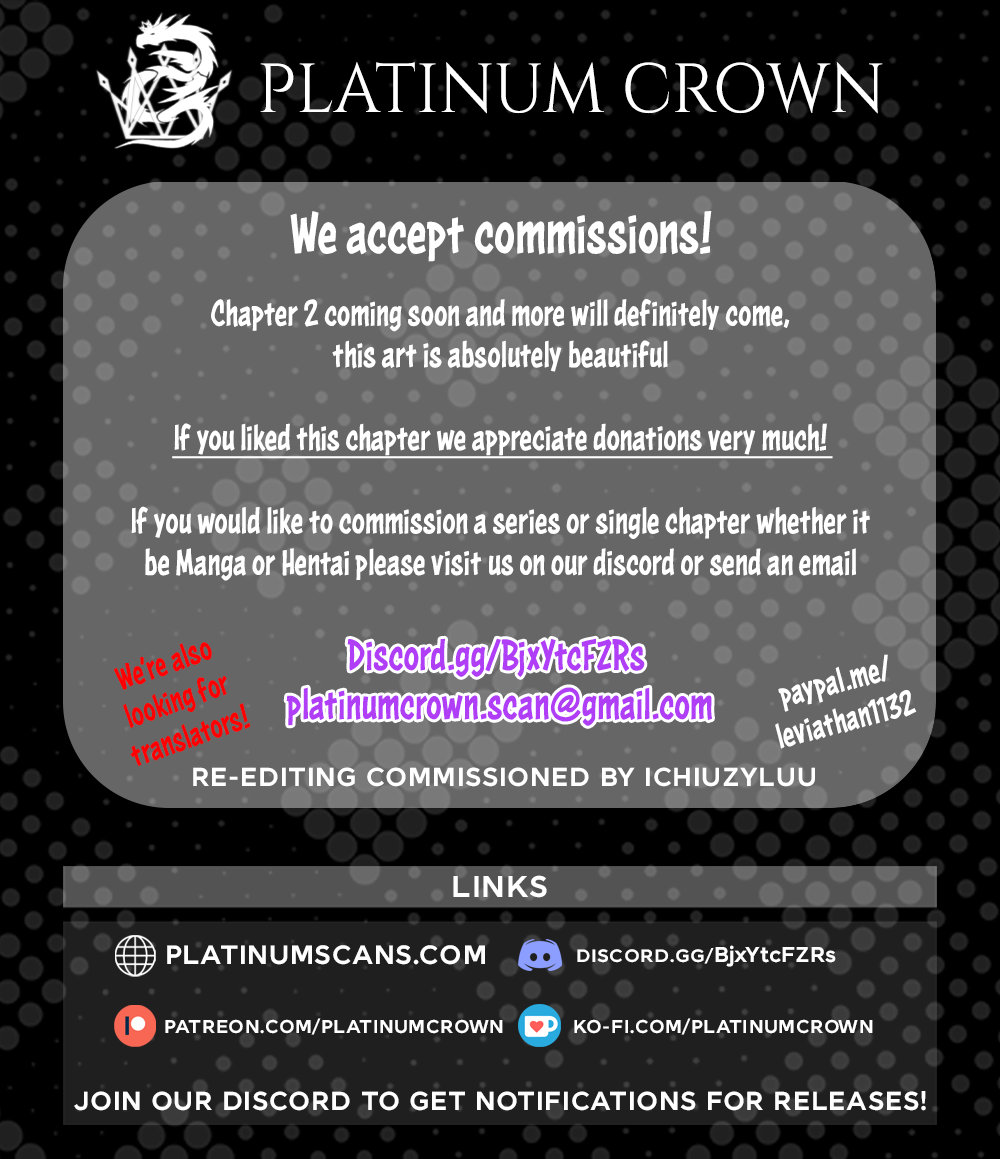 PLATINUM CROWN
We accept commissions!
Chapter 2 coming soon and more will definitely come,
this art is absolutely beautiful
If you liked this chapter we appreciate donations very much!
If you would like to commission a series or single chapter whether it
be Manga or Hentai please visit us on our discord or send an email
We're also
looking for
translators!
Discord.gg/BjxYtcFZRs
platinumcrown.scan@gmail.com
paypal.me/
leviathan1132
RE-EDITING COMMISSIONED BY ICHIUZYLUU
LINKS
PLATINUMSCANS.COM
DISCORD.GG/BjxYtcFZRs
PATREON.COM/PLATINUMCROWN
KO-FI.COM/PLATINUMCROWN
JOIN OUR DISCORD TO GET NOTIFICATIONS FOR RELEASES!